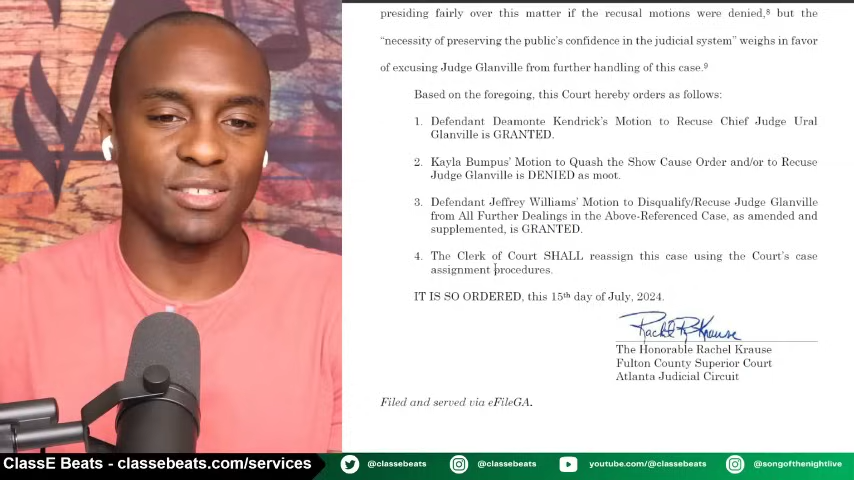 presiding fairly over this matter if the recusal motions were denied,⁸ but the
“necessity of preserving the public’s confidence in the judicial system” weighs in favor
of excusing Judge Glanville from further handling of this case.⁹
Based on the foregoing, this Court hereby orders as follows:
1. Defendant Deamonte Kendrick’s Motion to Recuse Chief Judge Ural
Glanville is GRANTED.
2. Kayla Bumpus’ Motion to Quash the Show Cause Order and/or to Recuse
Judge Glanville is DENIED as moot.
3. Defendant Jeffrey Williams’ Motion to Disqualify/Recuse Judge Glanville
from All Further Dealings in the Above-Referenced Case, as amended and
supplemented, is GRANTED.
4. The Clerk of Court SHALL reassign this case using the Court’s case
assignment procedures.
IT IS SO ORDERED, this 15th day of July, 2024.
Rachel R Krause
The Honorable Rachel Krause
Fulton County Superior Court
Atlanta Judicial Circuit
Filed and served via eFileGA.
ClassE Beats - classebeats.com/services
@classebeats
@classebeats
youtube.com/@classebeats
@songofthenightlive